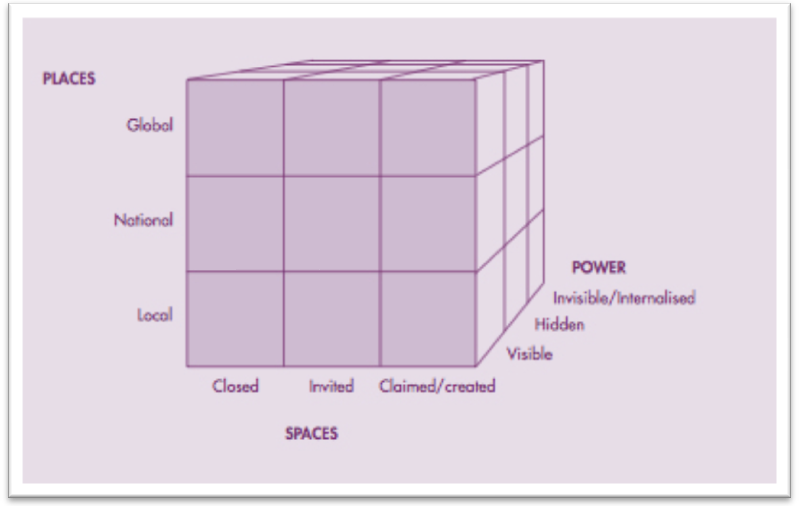 PLACES
Global
National
Local
POWER
Invisible/Internalised
Hidden
Visible
Closed Invited Claimed/created
SPACES